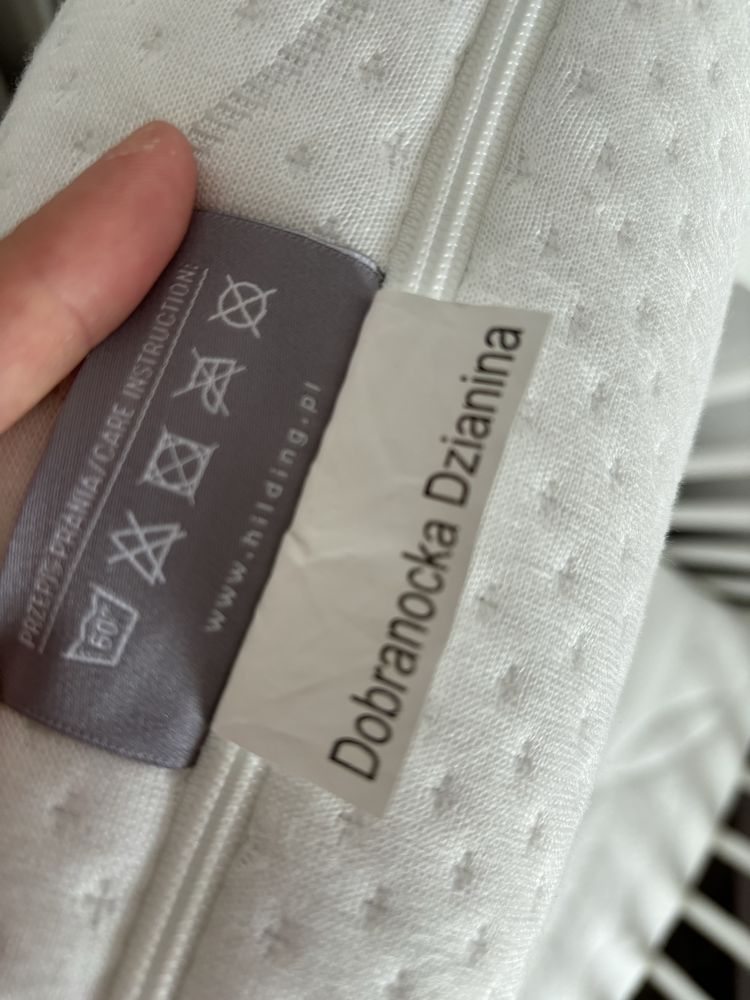 PRZEPIS PRANIA/CARE INSTRUCTION:
60°
www.hilding.pl
Dobranocka Dzianina